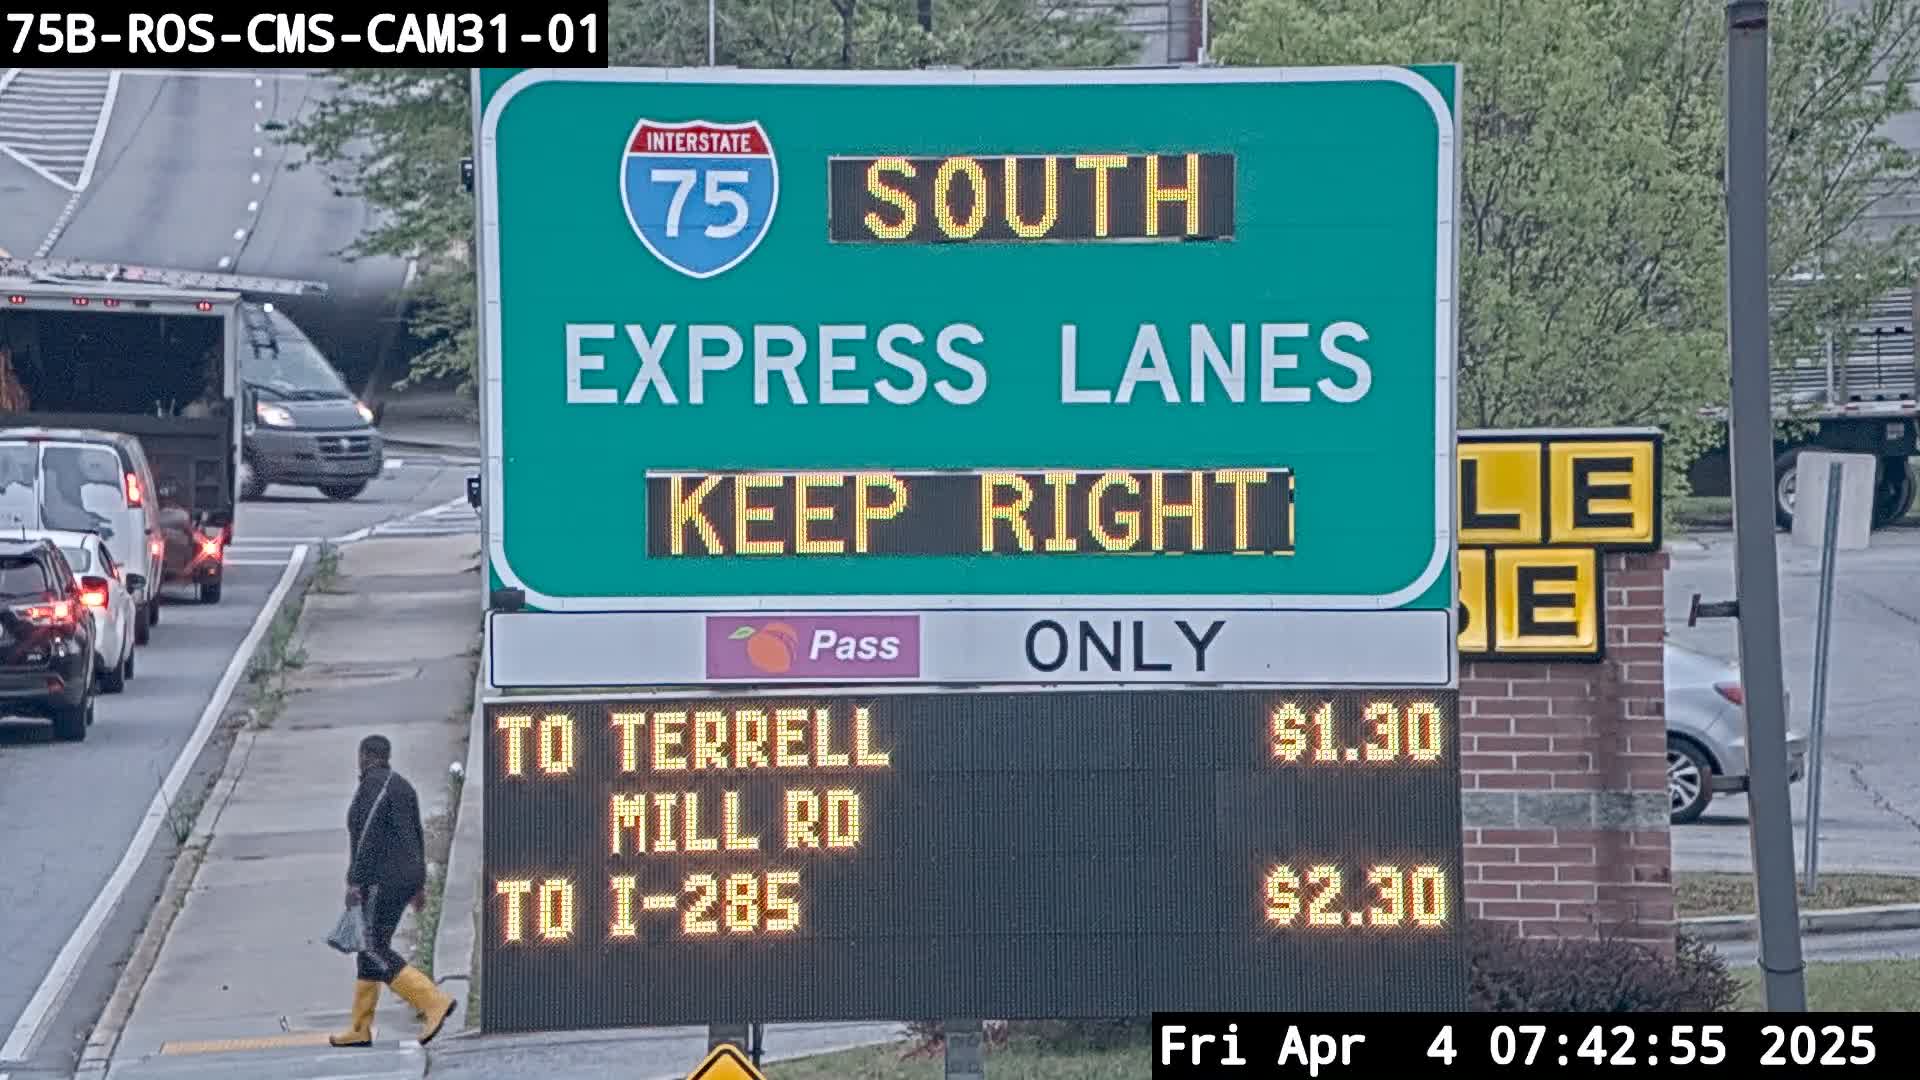 75B-ROS-CMS-CAM31-01
INTERSTATE
75
SOUTH
EXPRESS LANES
KEEP RIGHT
Pass ONLY
TO TERRELL $1.30
MILL RD
TO I-285 $2.30
LE
E
Fri Apr 4 07:42:55 2025